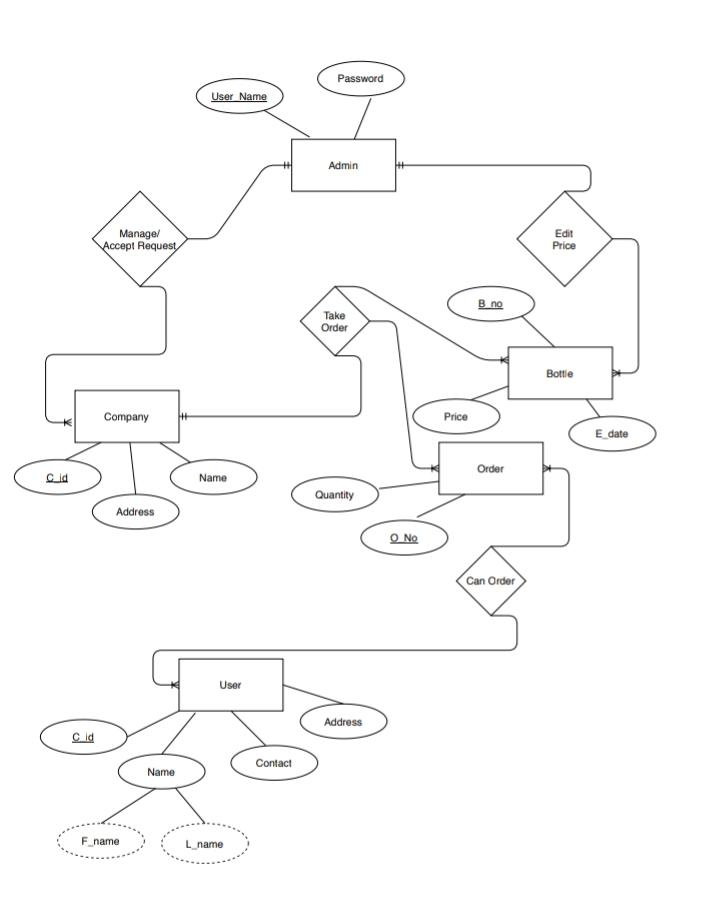 Password
User_Name
Admin
Manage/
Accept Request
Edit
Price
B_no
Take
Order
Bottle
Company
Price
E_date
C_id
Name
Address
Order
Quantity
O_No
Can Order
User
Address
C_id
Name
Contact
F_name
L_name